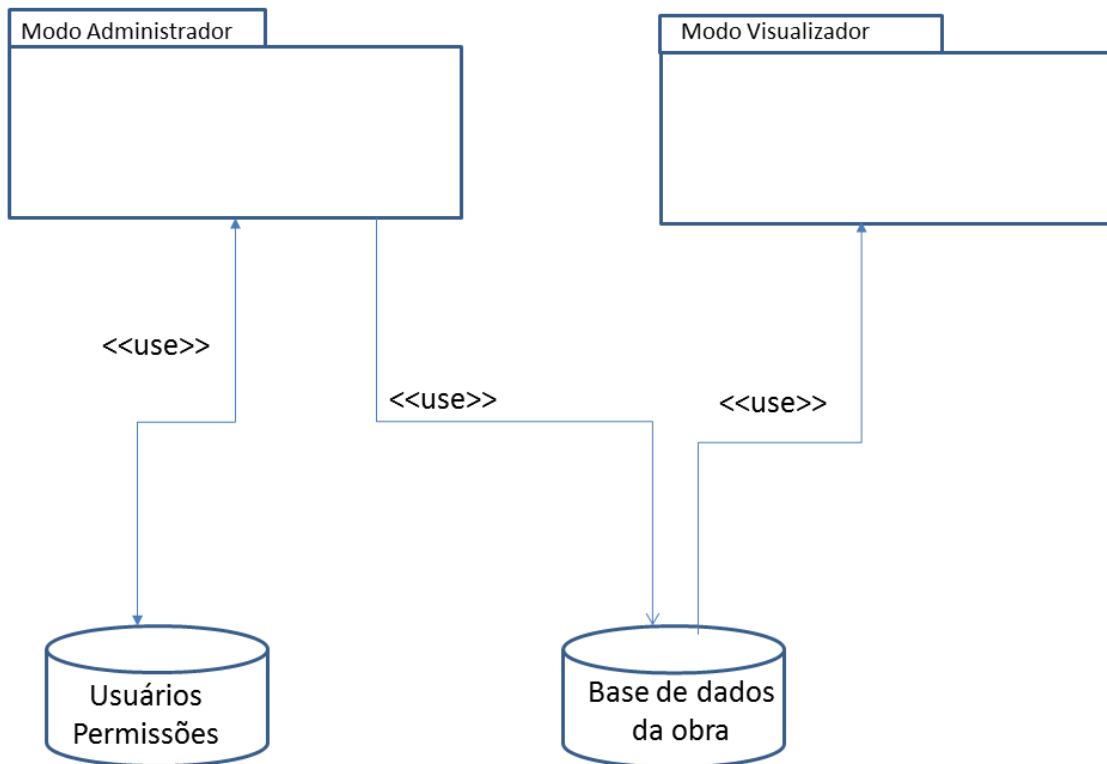 Modo Administrador
Modo Visualizador
<<use>>
<<use>>
<<use>>
Usuários
Permissões
Base de dados
da obra